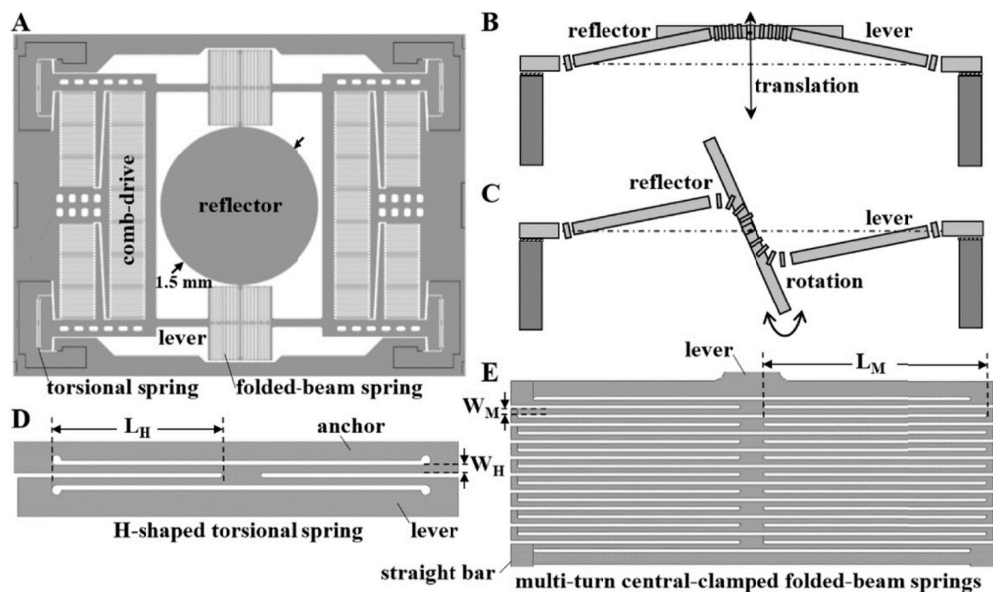 A
comb-drive
reflector
1.5 mm
lever
torsional spring
folded-beam spring
B
reflector
lever
translation
C
reflector
lever
rotation
D
L_H
anchor
W_H
H-shaped torsional spring
lever
E
lever
L_M
W_M
straight bar
multi-turn central-clamped folded-beam springs